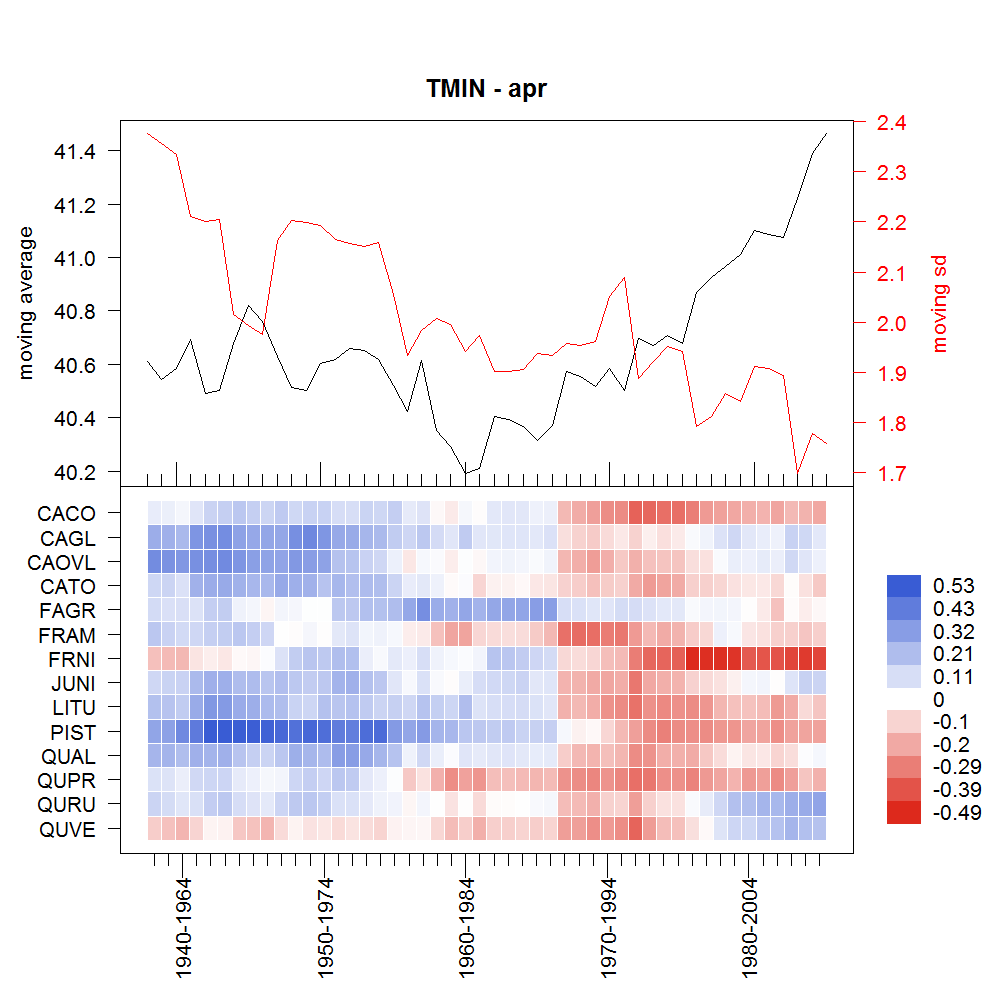 TMIN - apr
moving average
41.4
41.2
41.0
40.8
40.6
40.4
40.2
2.4
2.3
2.2
2.1
2.0
1.9
1.8
1.7
moving sd
CACO
CAGL
CAOVL
CATO
FAGR
FRAM
FRNI
JUNI
LITU
PIST
QUAL
QUPR
QURU
QUVE
0.53
0.43
0.32
0.21
0.11
0
-0.1
-0.2
-0.29
-0.39
-0.49
1940-1964
1950-1974
1960-1984
1970-1994
1980-2004